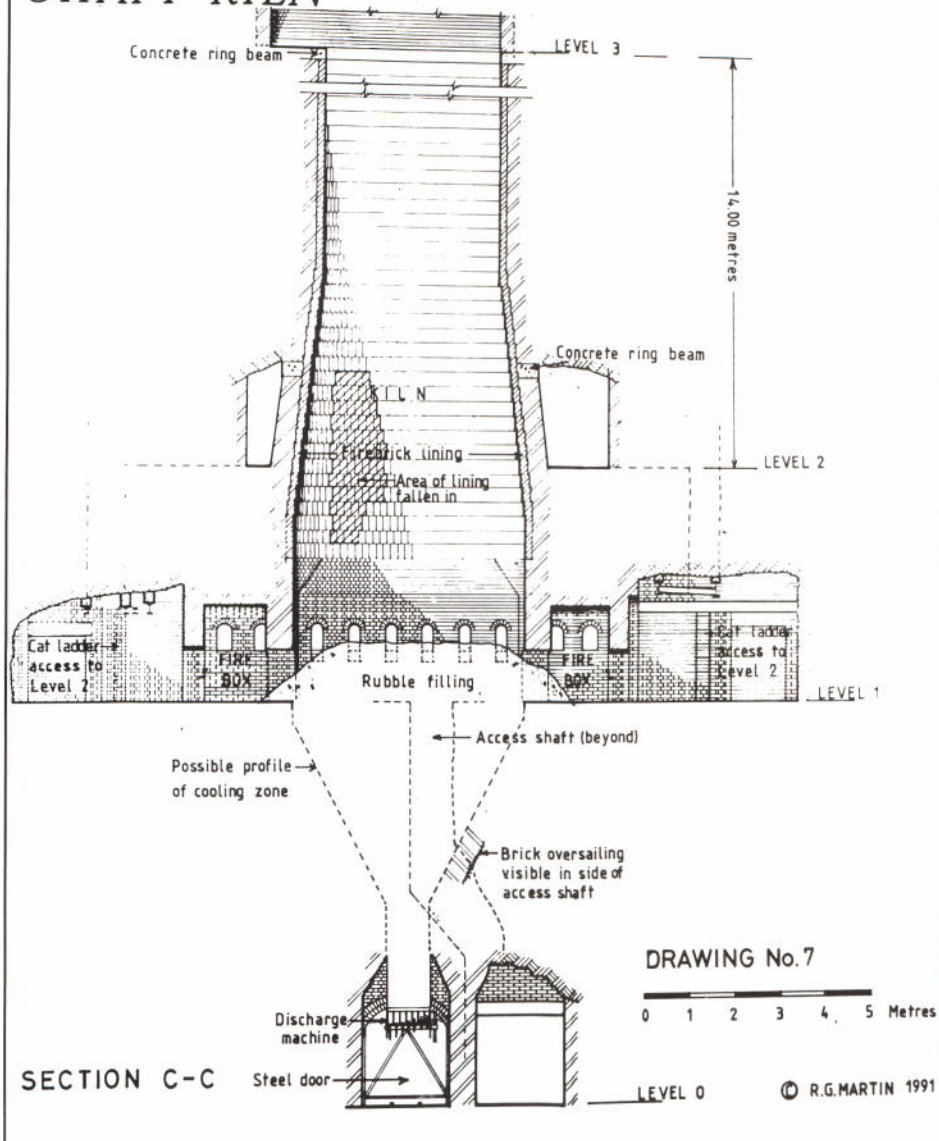 Concrete ring beam
LEVEL 3
14.00 metres
Concrete ring beam
KILN
Firebrick lining
LEVEL 2
Area of lining
fallen in
Cat ladder
access to
Level 2
FIRE
BOX
Rubble filling
FIRE
BOX
Cat ladder
access to
Level 2
LEVEL 1
Access shaft (beyond)
Possible profile
of cooling zone
Brick oversailing
visible in side of
access shaft
DRAWING No. 7
0 1 2 3 4 5 Metres
Discharge
machine
SECTION C-C
Steel door
LEVEL 0
© R.G.MARTIN 1991